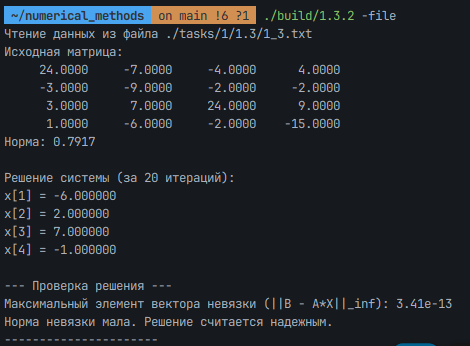 ~/numerical_methods on main !6 ?1 ./build/1.3.2 -file
Чтение данных из файла ./tasks/1/1.3/1_3.txt
Исходная матрица:
24.0000 -7.0000 -4.0000 4.0000
-3.0000 -9.0000 -2.0000 -2.0000
3.0000 7.0000 24.0000 9.0000
1.0000 -6.0000 -2.0000 -15.0000
Норма: 0.7917
Решение системы (за 20 итераций):
x[1] = -6.000000
x[2] = 2.000000
x[3] = 7.000000
x[4] = -1.000000
--- Проверка решения ---
Максимальный элемент вектора невязки (||B - A*X||_inf): 3.41e-13
Норма невязки мала. Решение считается надежным.
----------------------